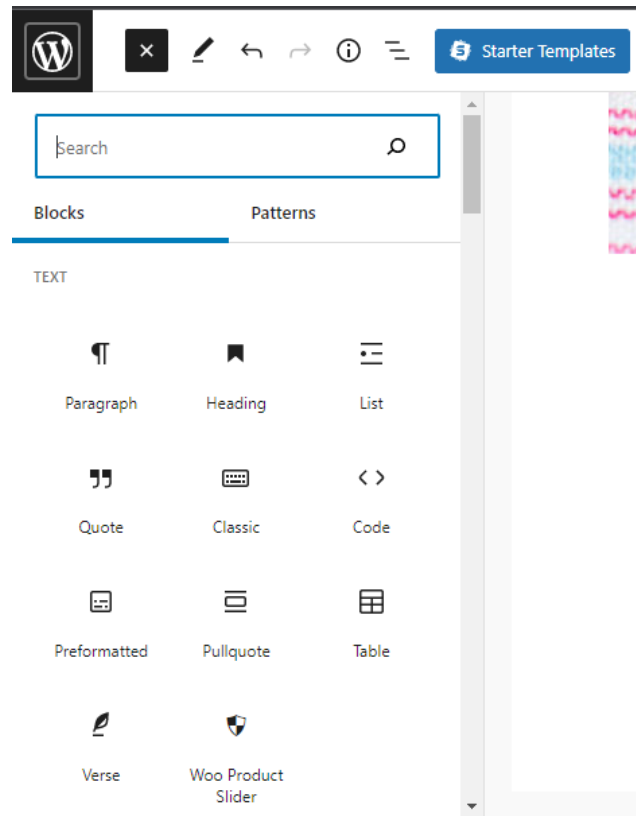 Starter Templates
Search
Blocks Patterns
TEXT
Paragraph Heading List
Quote Classic Code
Preformatted Pullquote Table
Verse Woo Product
Slider